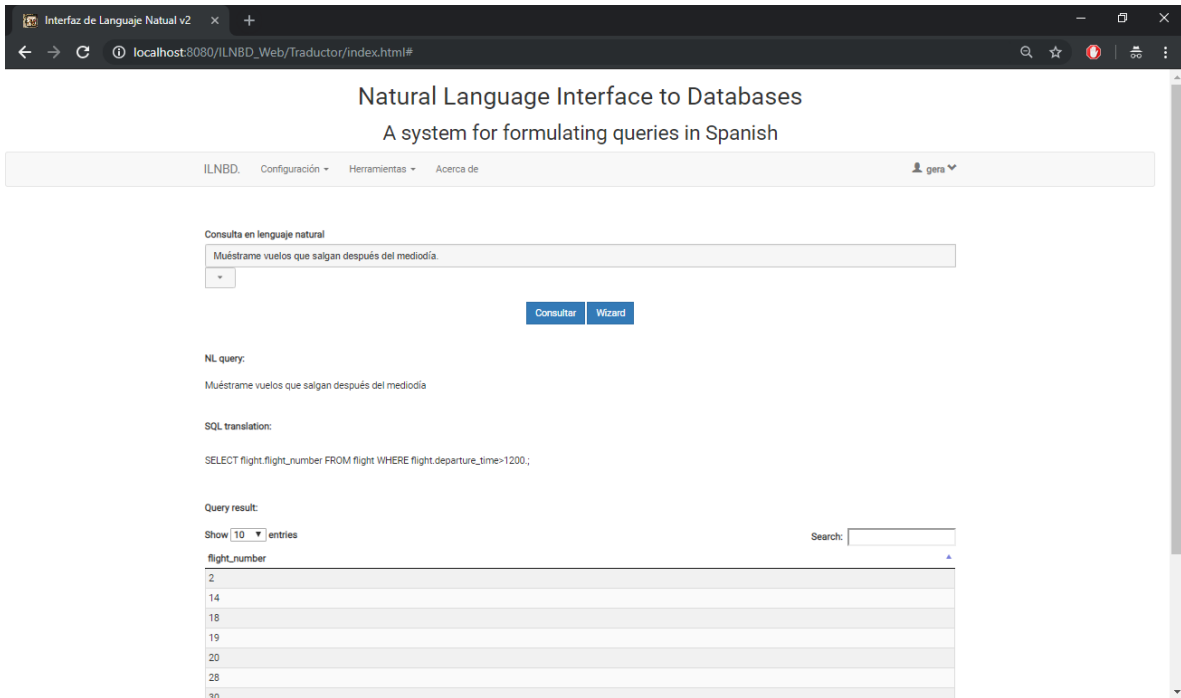 Interfaz de Languaje Natual v2
localhost:8080/ILNBD_Web/Traductor/index.html#
Natural Language Interface to Databases
A system for formulating queries in Spanish
ILNBD. Configuración Herramientas Acerca de gera
Consulta en lenguaje natural
Muéstrame vuelos que salgan después del mediodía.
Consultar Wizard
NL query:
Muéstrame vuelos que salgan después del mediodía
SQL translation:
SELECT flight.flight_number FROM flight WHERE flight.departure_time>1200.;
Query result:
Show 10 entries Search:
flight_number
2
14
18
19
20
28
30